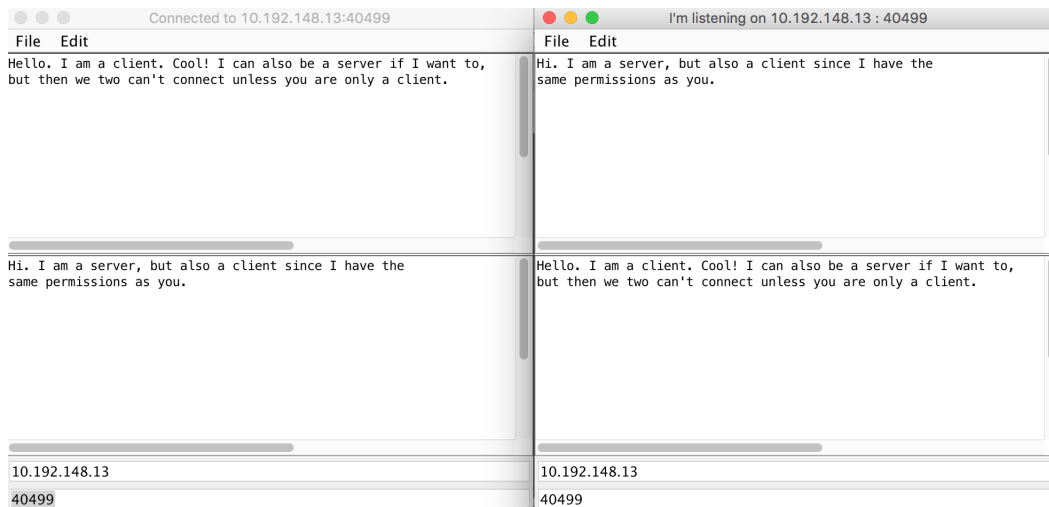 Connected to 10.192.148.13:40499
File Edit
Hello. I am a client. Cool! I can also be a server if I want to,
but then we two can't connect unless you are only a client.
Hi. I am a server, but also a client since I have the
same permissions as you.
10.192.148.13
40499
I'm listening on 10.192.148.13 : 40499
File Edit
Hi. I am a server, but also a client since I have the
same permissions as you.
Hello. I am a client. Cool! I can also be a server if I want to,
but then we two can't connect unless you are only a client.
10.192.148.13
40499